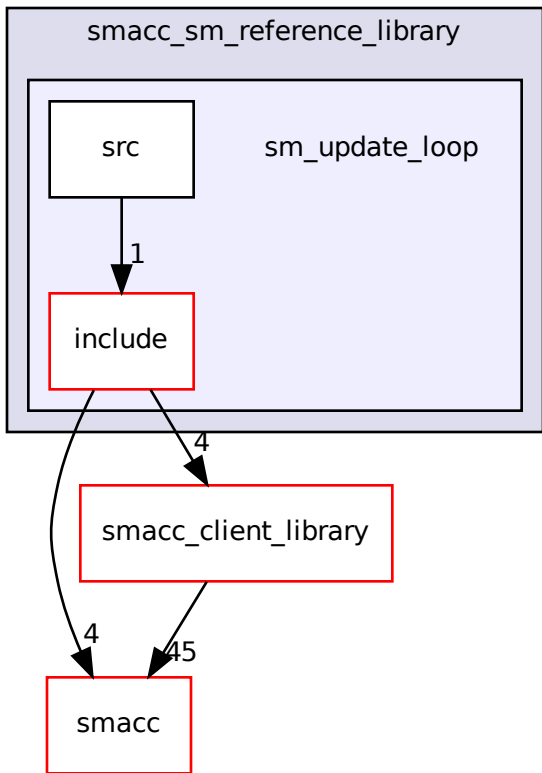 smacc_sm_reference_library
src
sm_update_loop
1
include
4
smacc_client_library
4
45
smacc